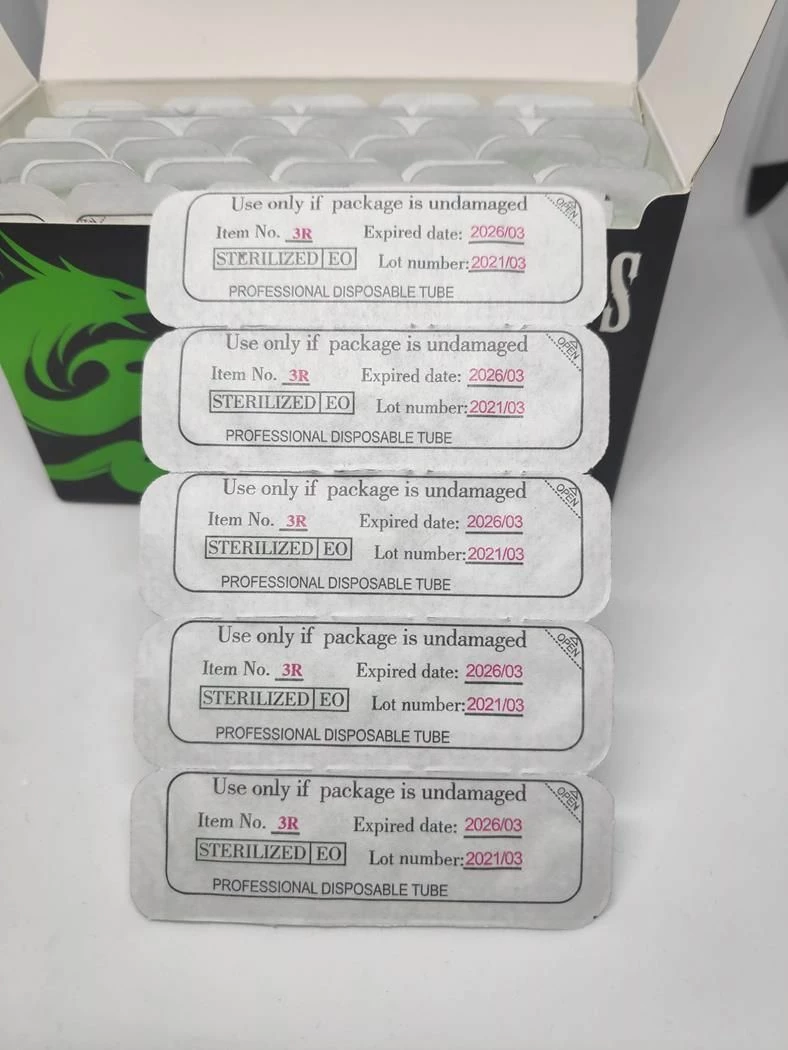 Use only if package is undamaged
OPEN
Item No. 3R Expired date: 2026/03
STERILIZED EO Lot number: 2021/03
PROFESSIONAL DISPOSABLE TUBE
Use only if package is undamaged
OPEN
Item No. 3R Expired date: 2026/03
STERILIZED EO Lot number: 2021/03
PROFESSIONAL DISPOSABLE TUBE
Use only if package is undamaged
OPEN
Item No. 3R Expired date: 2026/03
STERILIZED EO Lot number: 2021/03
PROFESSIONAL DISPOSABLE TUBE
Use only if package is undamaged
OPEN
Item No. 3R Expired date: 2026/03
STERILIZED EO Lot number: 2021/03
PROFESSIONAL DISPOSABLE TUBE
Use only if package is undamaged
OPEN
Item No. 3R Expired date: 2026/03
STERILIZED EO Lot number: 2021/03
PROFESSIONAL DISPOSABLE TUBE